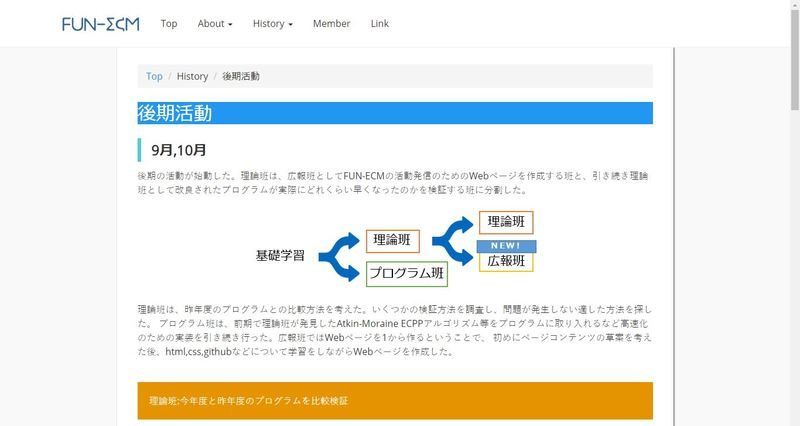 FUN-ΣCM Top About History Member Link
Top / History / 後期活動
後期活動
9月,10月
後期の活動が始動した。理論班は、広報班としてFUN-ECMの活動発信のためのWebページを作成する班と、引き続き理論
班として改良されたプログラムが実際にどれくらい早くなったのかを検証する班に分割した。
理論班
理論班
NEW!
基礎学習
広報班
プログラム班
理論班は、昨年度のプログラムとの比較方法を考えた。いくつかの検証方法を調査し、問題が発生しない適した方法を探し
た。 プログラム班は、前期で理論班が発見したAtkin-Moraine ECPPアルゴリズム等をプログラムに取り入れるなど高速化
のための実装を引き続き行った。広報班ではWebページを1から作るということで、 初めにページコンテンツの草案を考え
た後、html,css,githubなどについて学習をしながらWebページを作成した。
理論班:今年度と昨年度のプログラムを比較検証